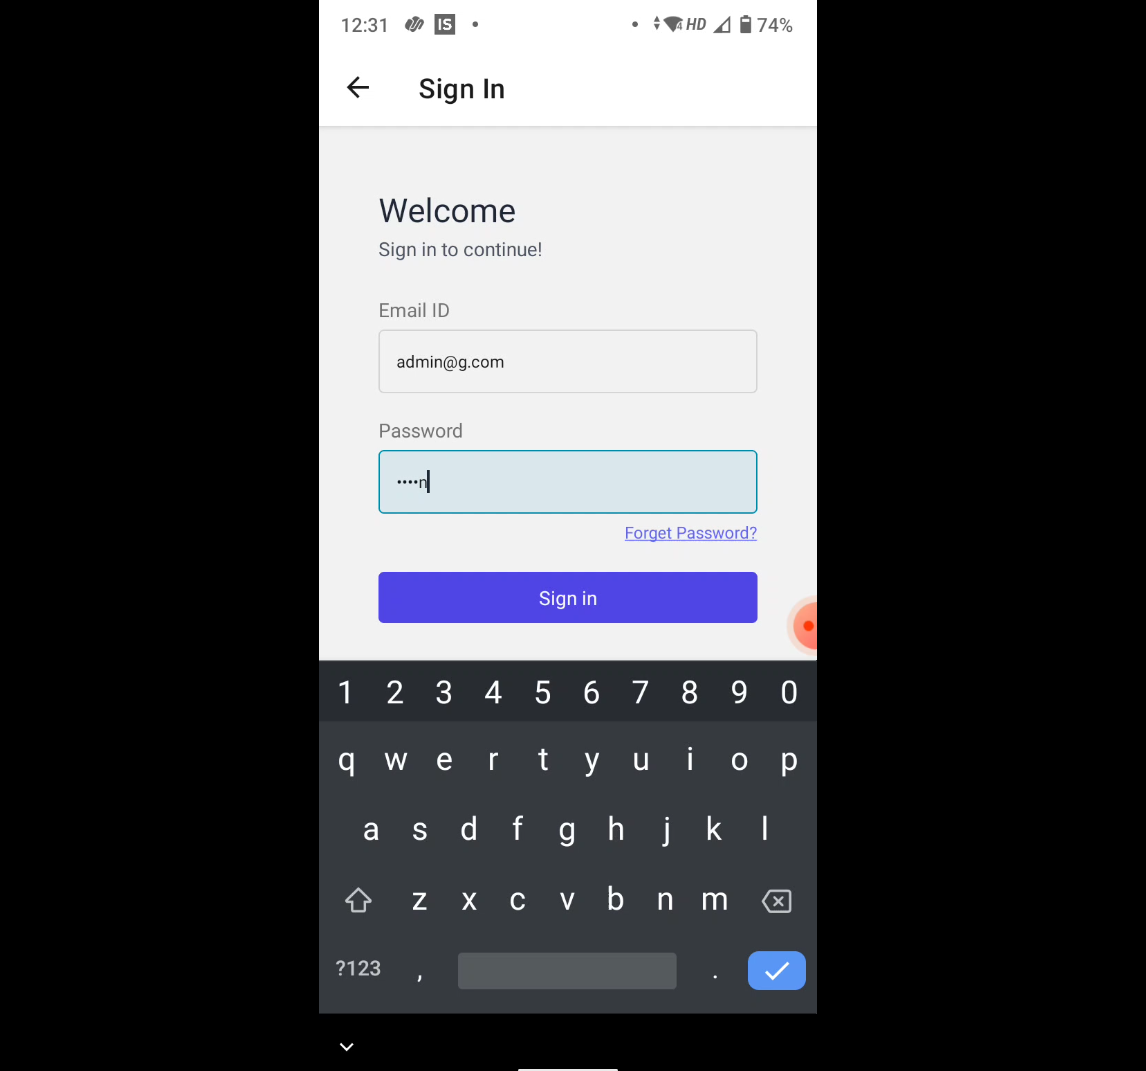 12:31 IS HD 74%
Sign In
Welcome
Sign in to continue!
Email ID
admin@g.com
Password
••••n
Forget Password?
Sign in
1 2 3 4 5 6 7 8 9 0
q w e r t y u i o p
a s d f g h j k l
z x c v b n m
?123 , .